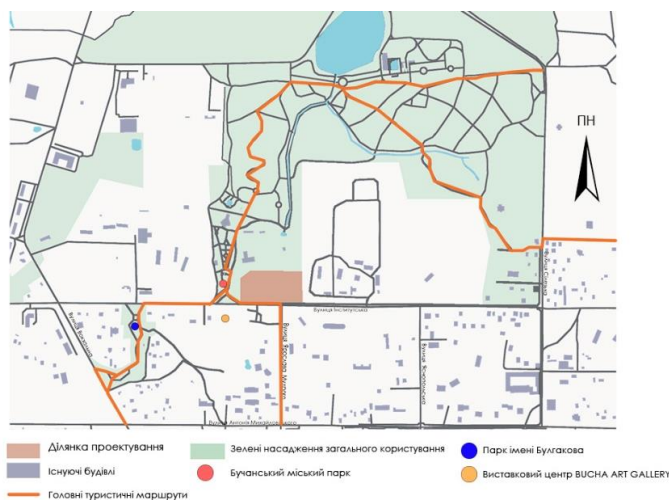 ПН
Вулиця Інститутська
Ділянка проектування
Зелені насадження загального користування
Парк імені Булгакова
Існуючі будівлі
Бучанський міський парк
Виставковий центр BUCHA ART GALLERY
Головні туристичні маршрути